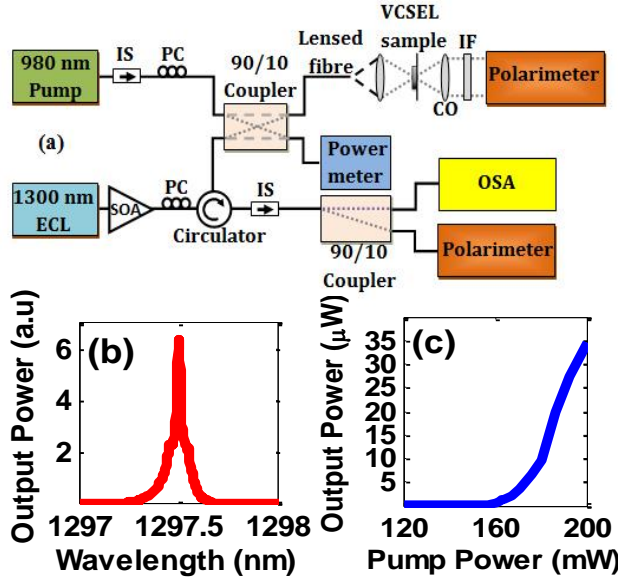 VCSEL
sample
IS
PC
90/10
Coupler
Lensed
fibre
IF
980 nm
Pump
CO
Polarimeter
(a)
Power
meter
OSA
1300 nm
ECL
SOA
PC
Circulator
IS
90/10
Coupler
Polarimeter
Output Power (a.u)
6
4
2
(b)
1297
1297.5
1298
Wavelength (nm)
Output Power (µW)
35
30
25
20
15
10
5
(c)
120
160
200
Pump Power (mW)